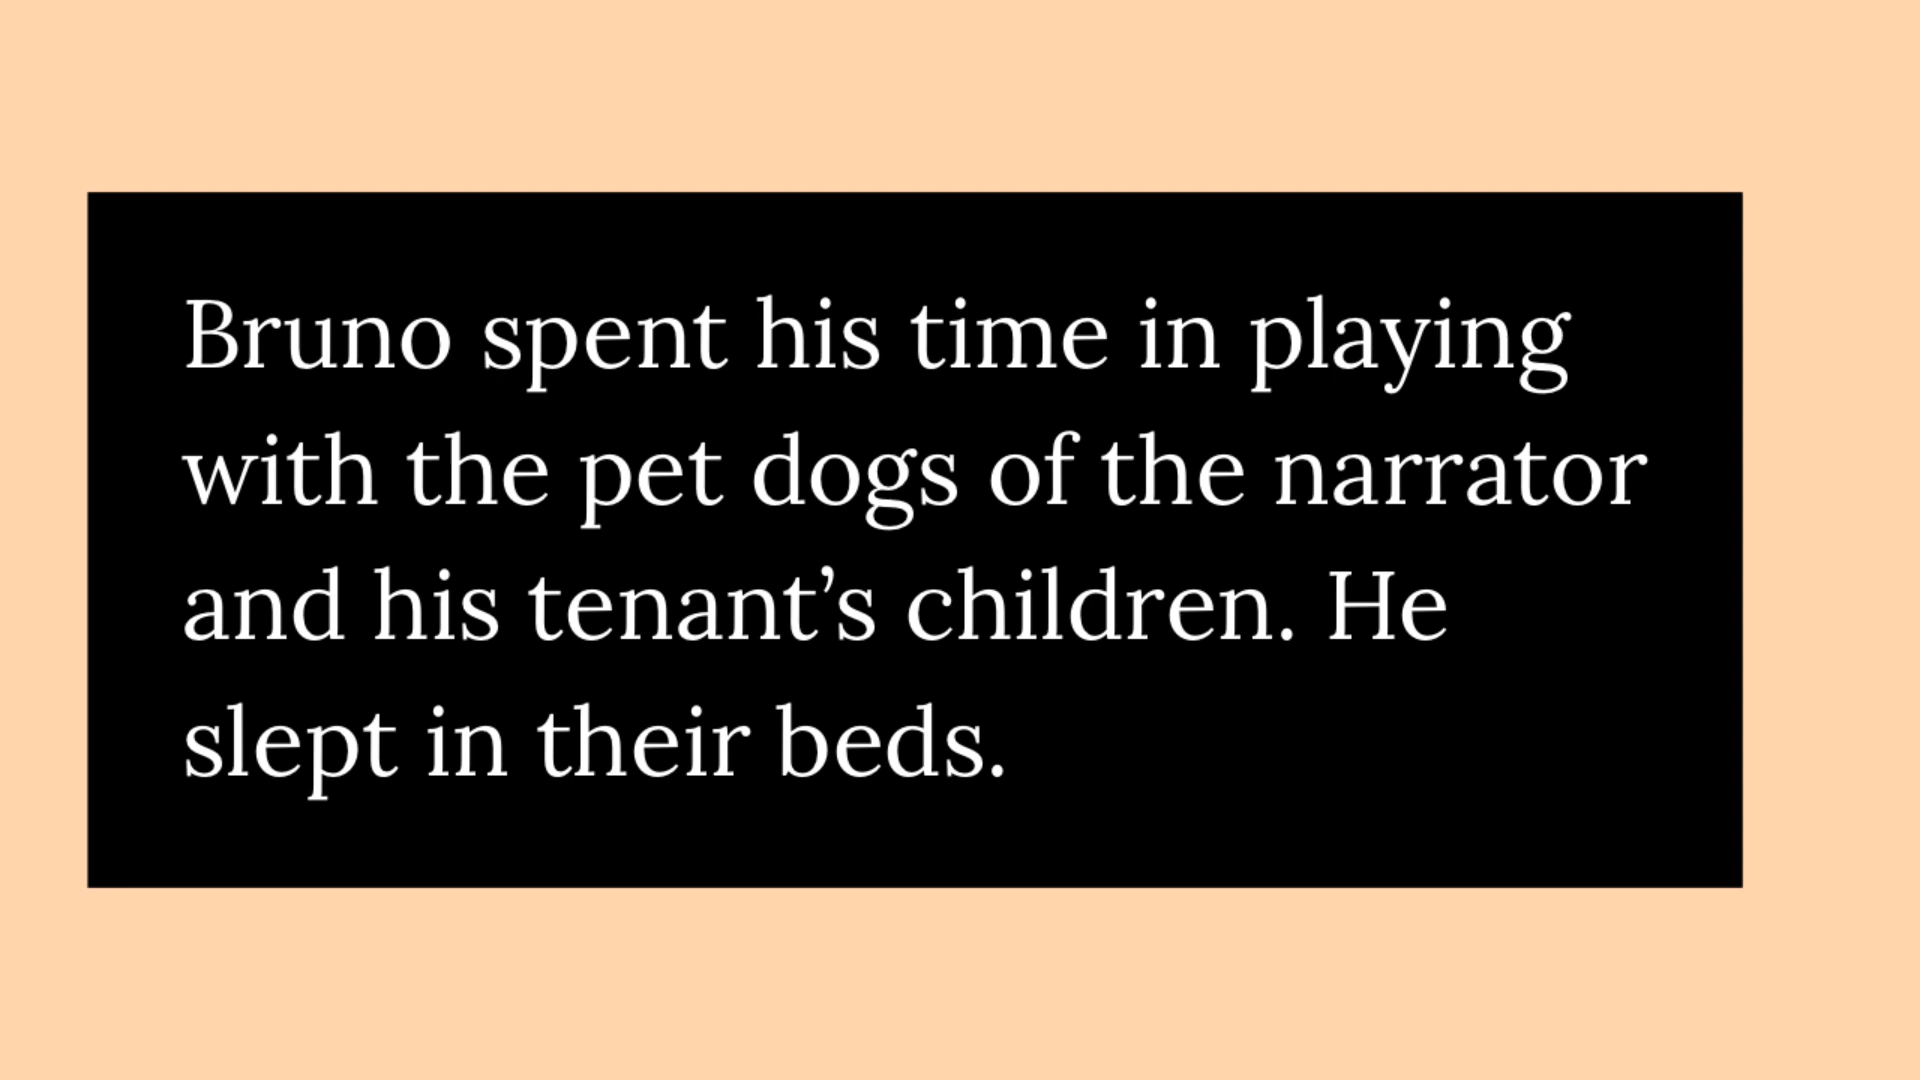 Bruno spent his time in playing
with the pet dogs of the narrator
and his tenant’s children. He
slept in their beds.